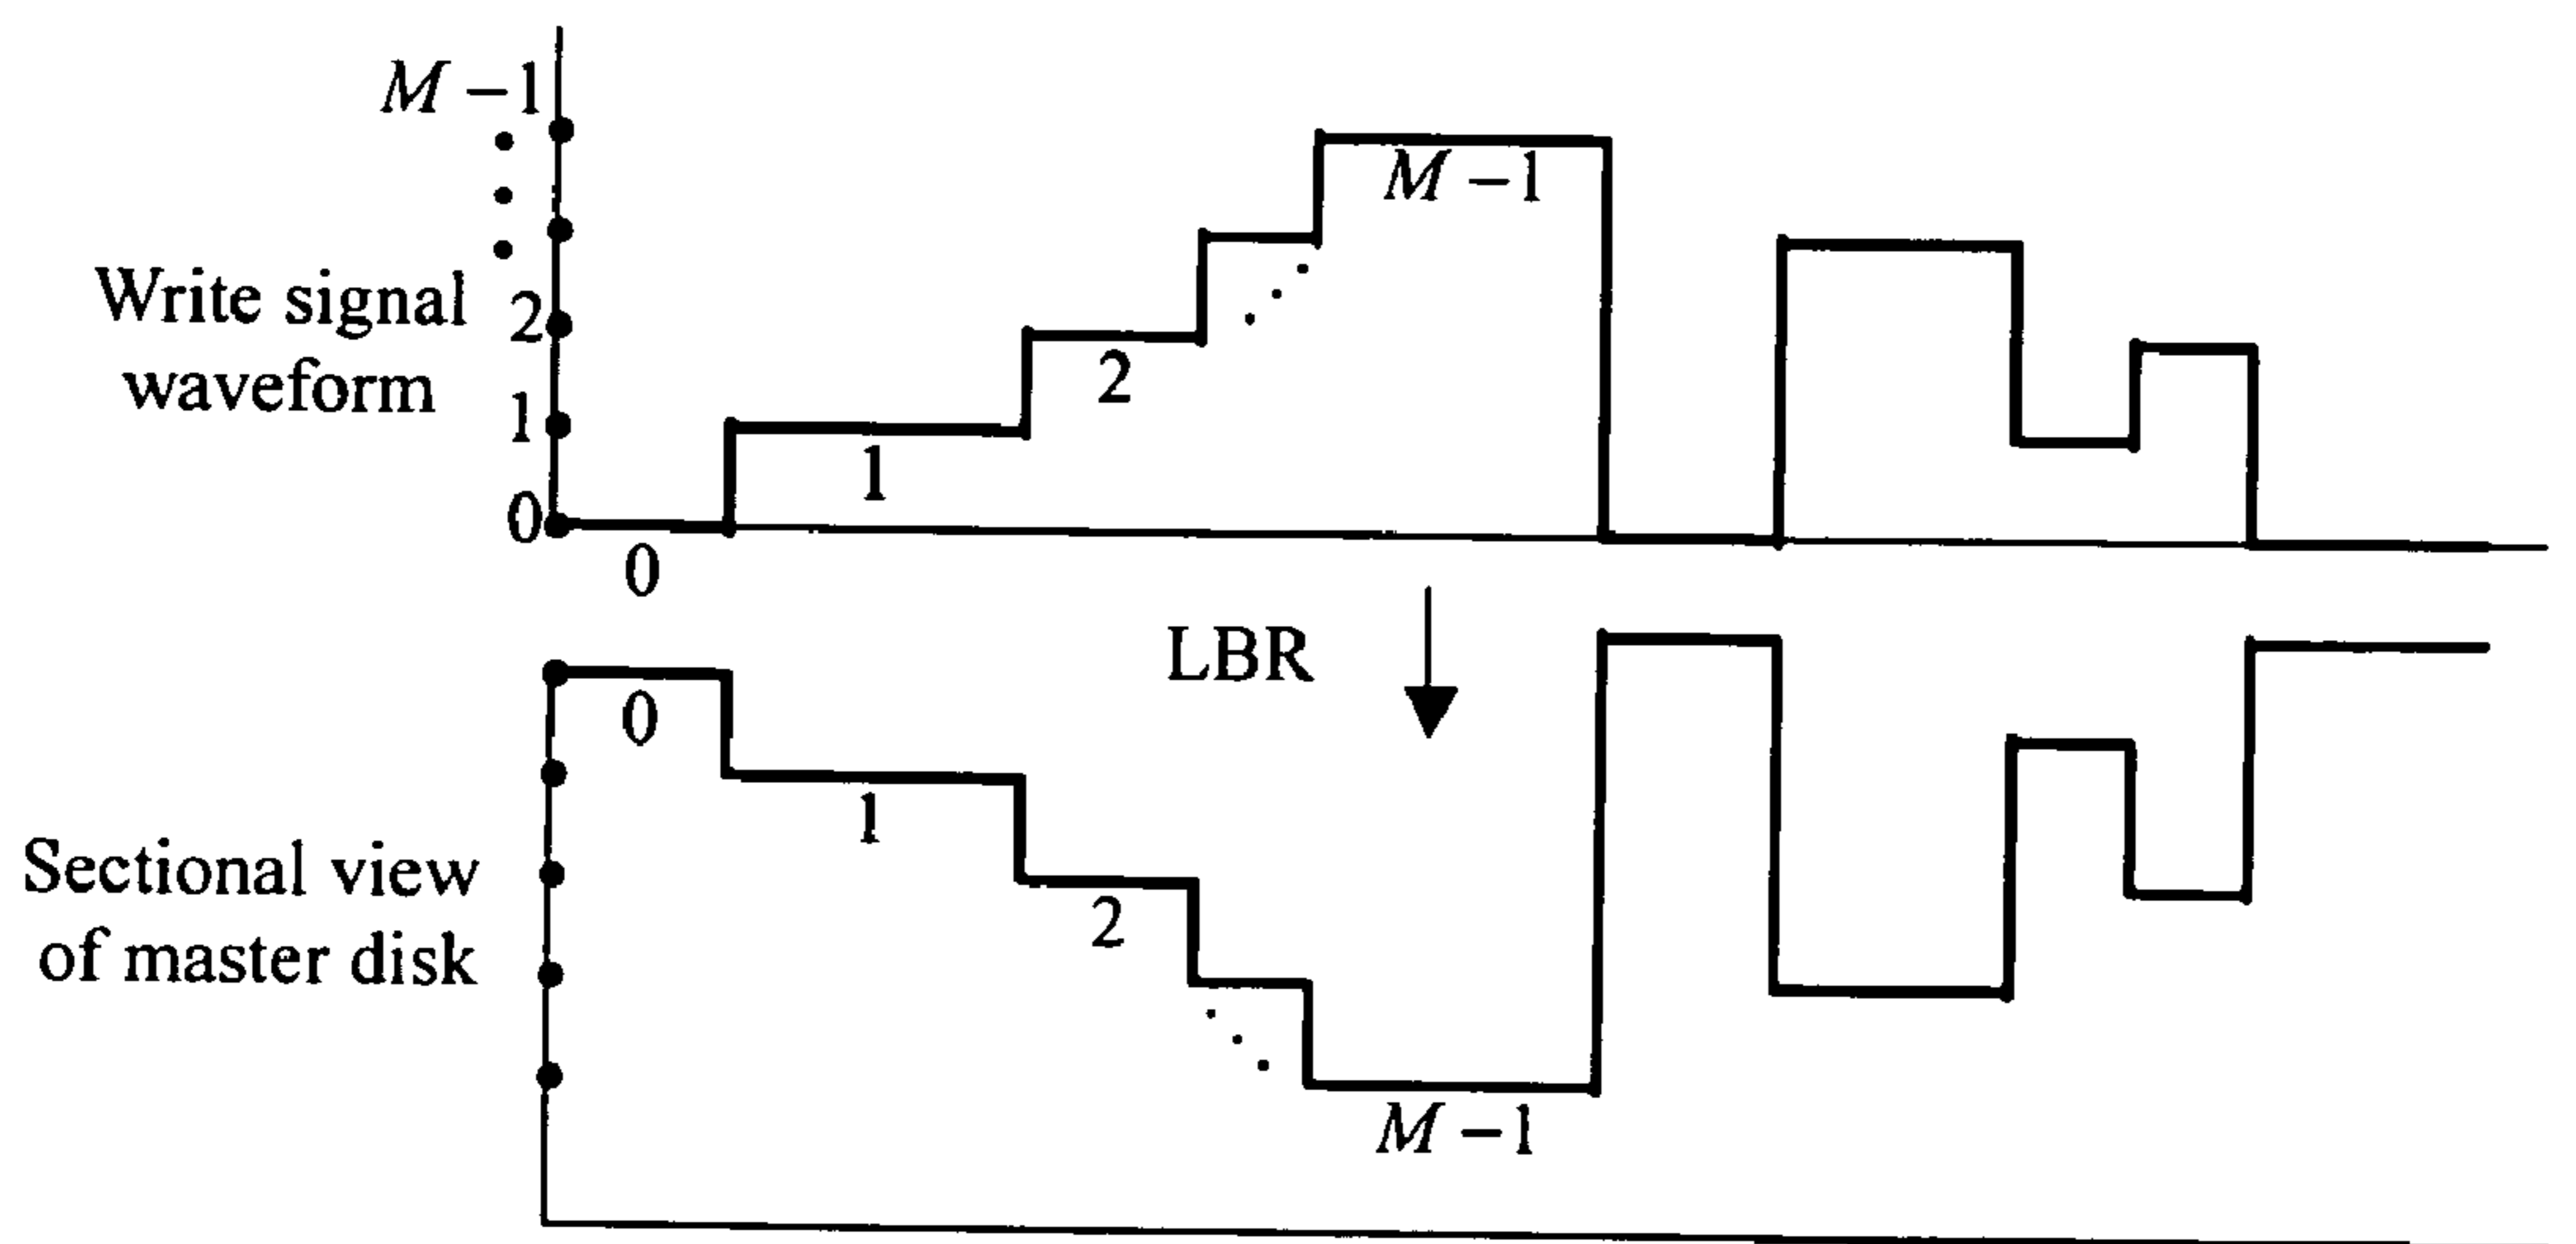 M − 1
Write signal
waveform
2
1
0
0
1
2
M − 1
LBR
Sectional view
of master disk
0
1
2
M − 1